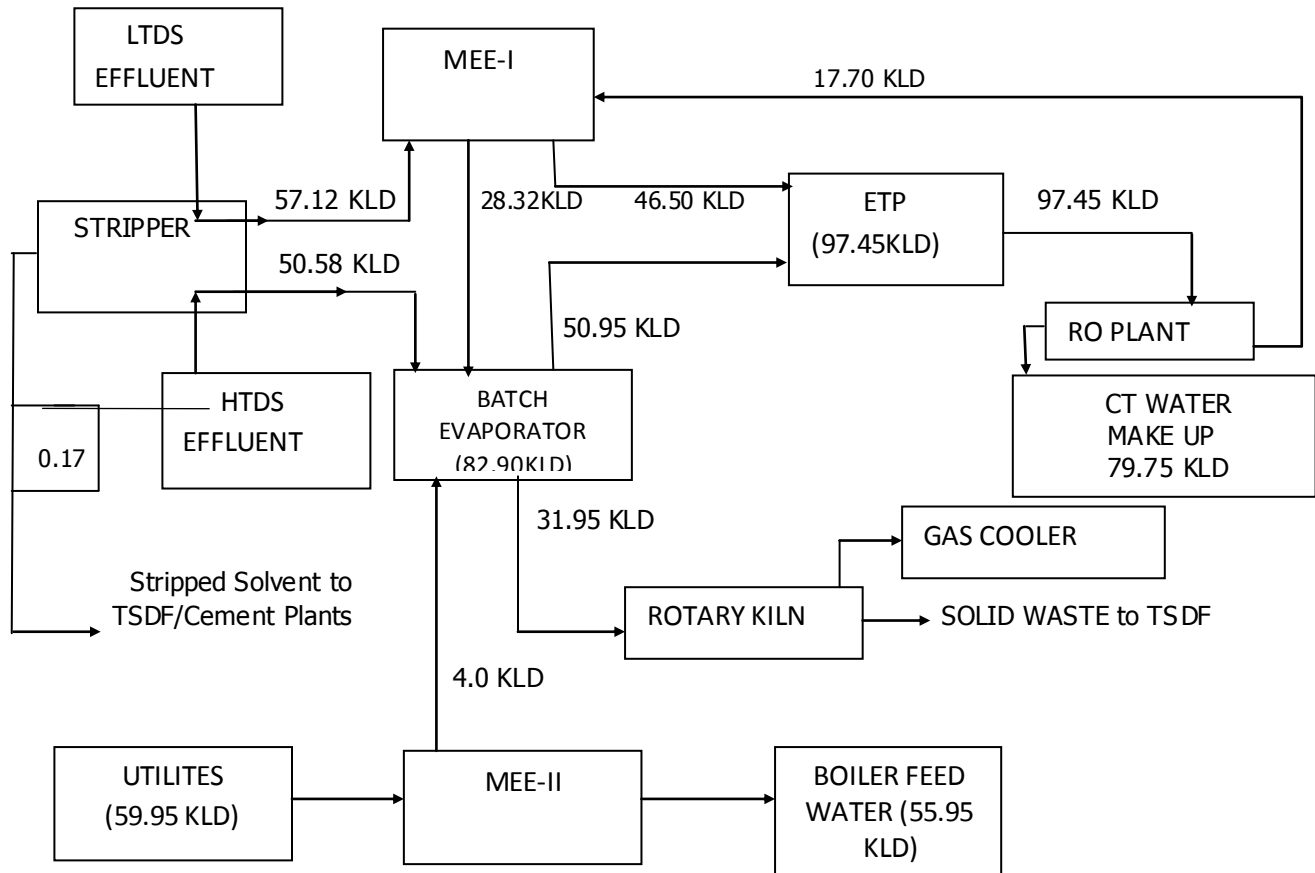 LTDS
EFFLUENT
MEE-I
17.70 KLD
57.12 KLD
28.32KLD
46.50 KLD
ETP
(97.45KLD)
97.45 KLD
STRIPPER
50.58 KLD
50.95 KLD
RO PLANT
HTDS
EFFLUENT
0.17
BATCH
EVAPORATOR
(82.90KLD)
CT WATER
MAKE UP
79.75 KLD
31.95 KLD
GAS COOLER
Stripped Solvent to
TSDF/Cement Plants
ROTARY KILN
SOLID WASTE to TSDF
4.0 KLD
UTILITES
(59.95 KLD)
MEE-II
BOILER FEED
WATER (55.95
KLD)